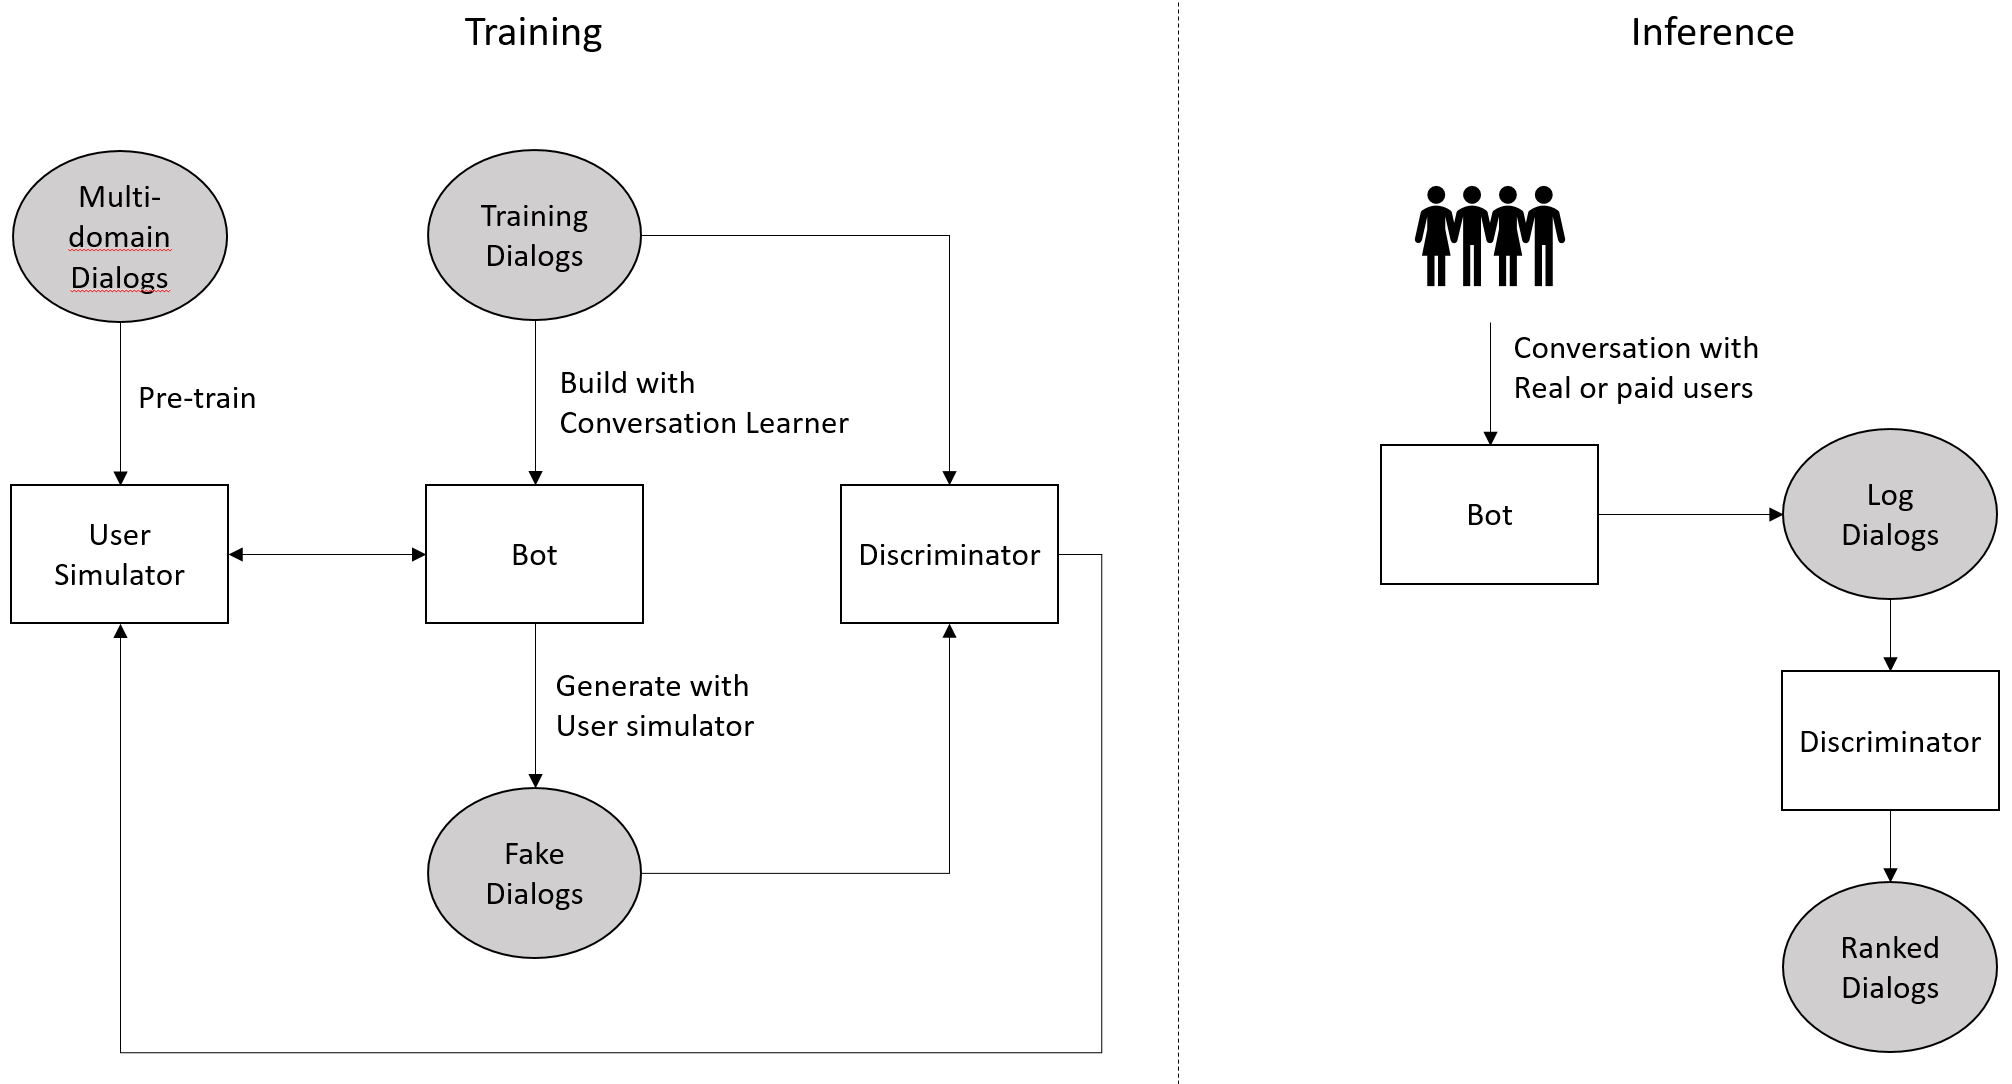 Training
Inference
Multi-
domain
Dialogs
Training
Dialogs
Pre-train
Build with
Conversation Learner
User
Simulator
Bot
Discriminator
Generate with
User simulator
Fake
Dialogs
Conversation with
Real or paid users
Bot
Log
Dialogs
Discriminator
Ranked
Dialogs